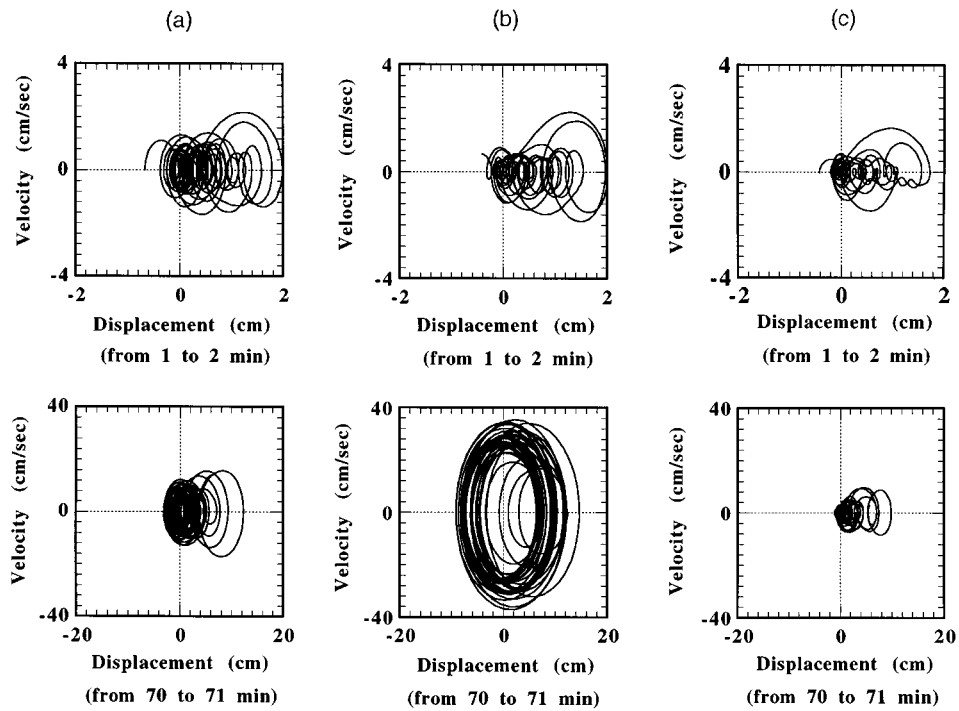 (a) (b) (c)
4 4 4
Velocity (cm/sec) Velocity (cm/sec) Velocity (cm/sec)
0 0 0
-4 -4 -4
-2 0 2 -2 0 2 -2 0 2
Displacement (cm) Displacement (cm) Displacement (cm)
(from 1 to 2 min) (from 1 to 2 min) (from 1 to 2 min)
40 40 40
Velocity (cm/sec) Velocity (cm/sec) Velocity (cm/sec)
0 0 0
-40 -40 -40
-20 0 20 -20 0 20 -20 0 20
Displacement (cm) Displacement (cm) Displacement (cm)
(from 70 to 71 min) (from 70 to 71 min) (from 70 to 71 min)